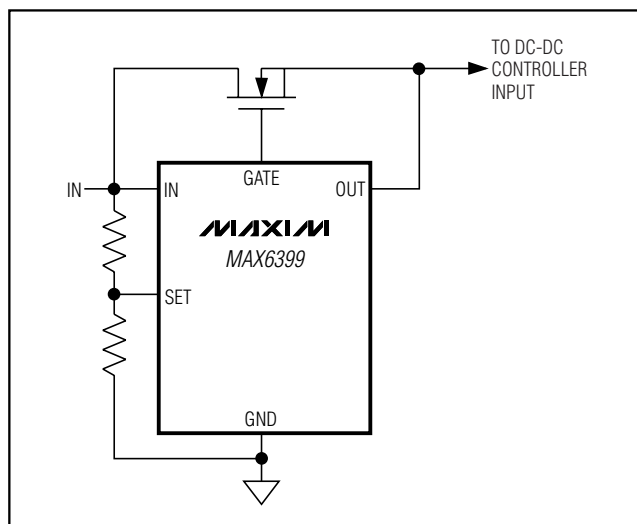 TO DC-DC
CONTROLLER
INPUT
GATE
IN
IN
OUT
MAXIM
MAX6399
SET
GND